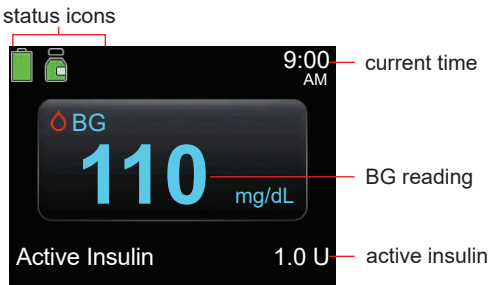 status icons
9:00
AM
current time
BG
110
mg/dL
BG reading
Active Insulin
1.0 U
active insulin